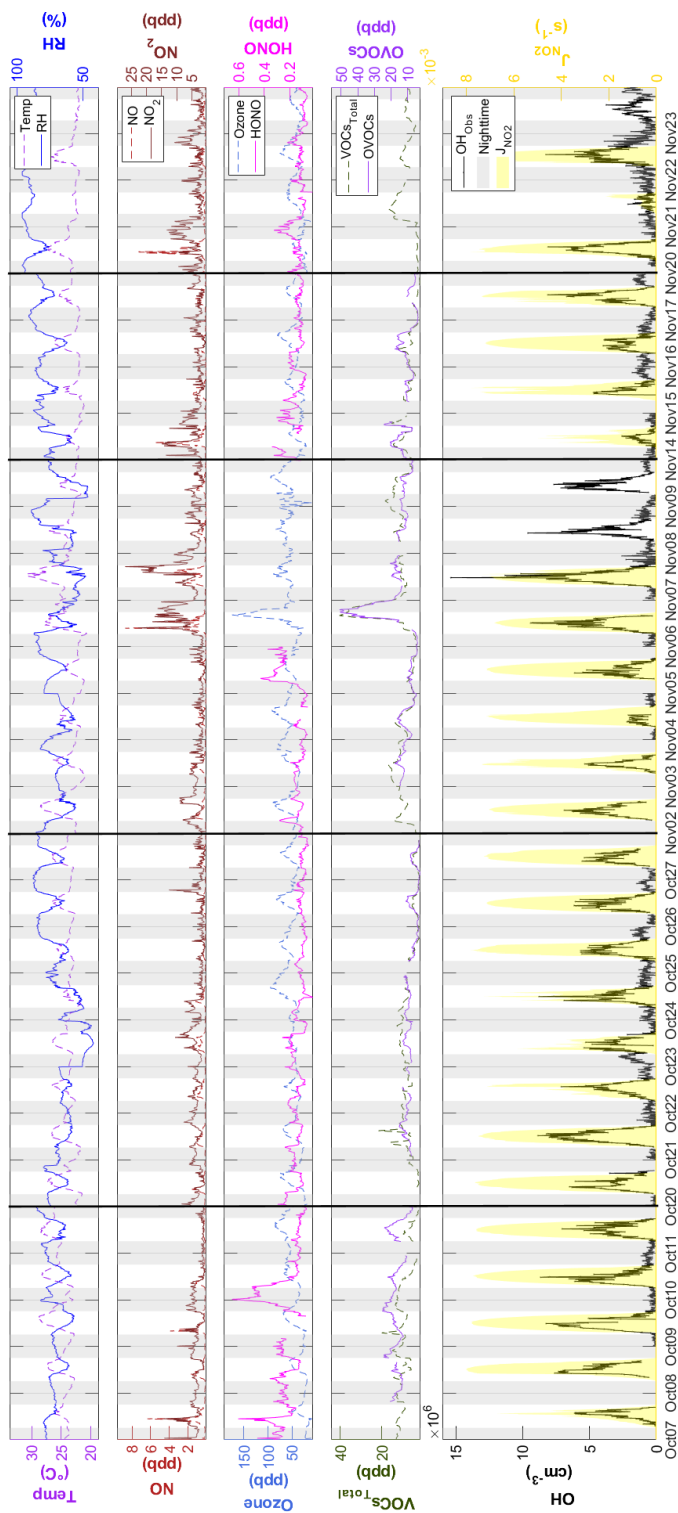 Temp
(°C)
30
25
20
RH
(%)
100
50
Temp
RH
NO
(ppb)
8
6
4
2
NO2
(ppb)
25
20
15
10
5
NO
NO2
Ozone
(ppb)
150
100
50
HONO
(ppb)
0.6
0.4
0.2
Ozone
HONO
VOCsTotal
(ppb)
40
20
OVOCs
(ppb)
50
40
30
20
10
VOCsTotal
OVOCs
×10^6
OH
(cm-3)
15
10
5
0
×10^-3
JNO2
(s-1)
8
6
4
2
0
OHObs
Nighttime
JNO2
Oct07 Oct08 Oct09 Oct10 Oct11 Oct20 Oct21 Oct22 Oct23 Oct24 Oct25 Oct26 Oct27 Nov02 Nov03 Nov04 Nov05 Nov06 Nov07 Nov08 Nov09 Nov14 Nov15 Nov16 Nov17 Nov20 Nov21 Nov22 Nov23